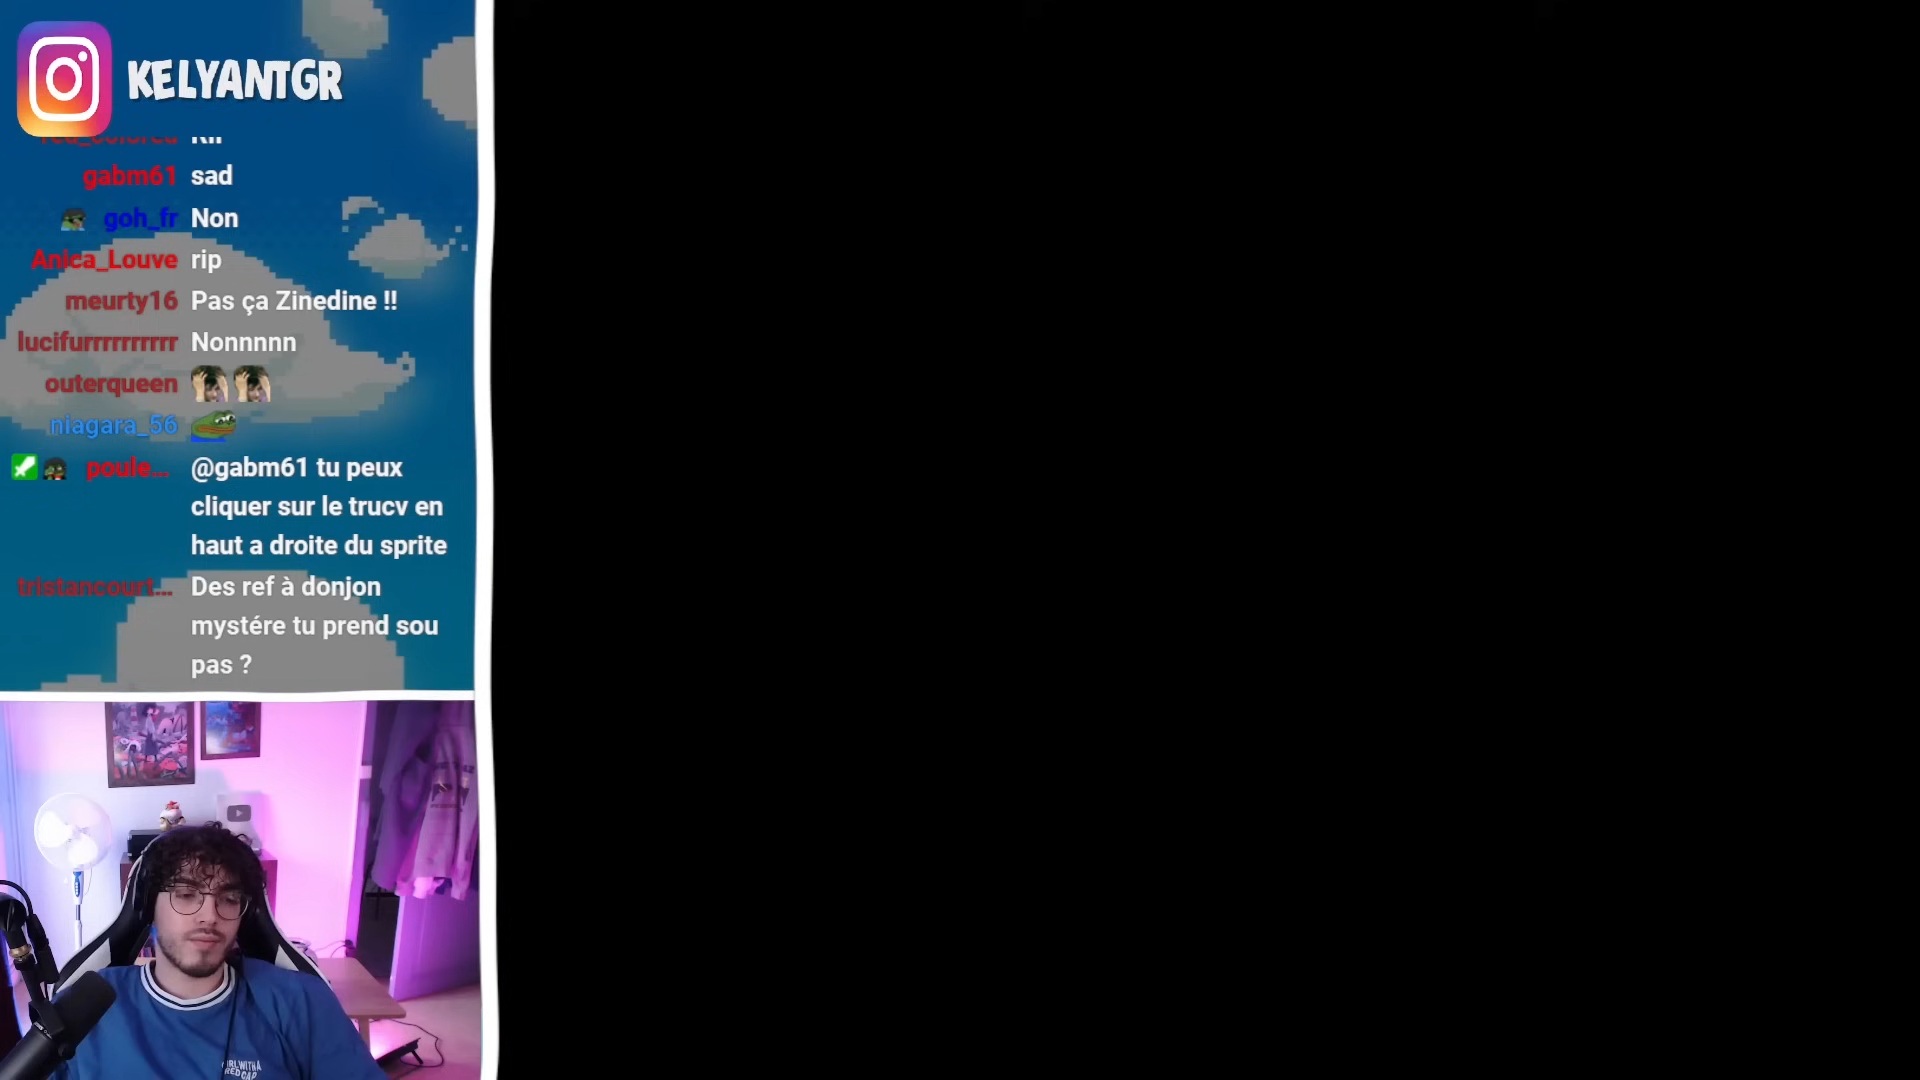 KELYANTGR
gabm61 sad
goh_fr Non
Anica_Louve rip
meurty16 Pas ça Zinedine !!
lucifurrrrrrrrrr Nonnnnn
outerqueen
niagara_56
poule... @gabm61 tu peux
cliquer sur le trucv en
haut a droite du sprite
tristancourt... Des ref à donjon
mystére tu prend sou
pas ?